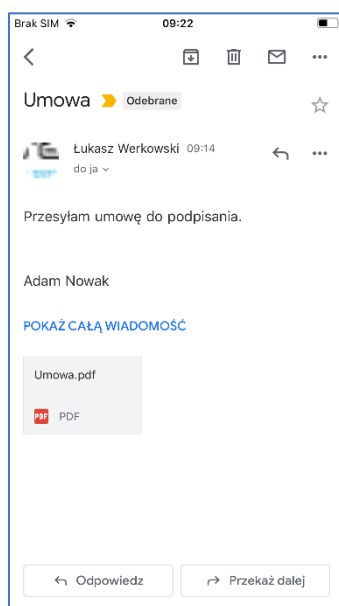 Brak SIM 09:22
Umowa Odebrane
Łukasz Werkowski 09:14
do ja
Przesyłam umowę do podpisania.
Adam Nowak
POKAŻ CAŁĄ WIADOMOŚĆ
Umowa.pdf
PDF PDF
Odpowiedz Przekaż dalej